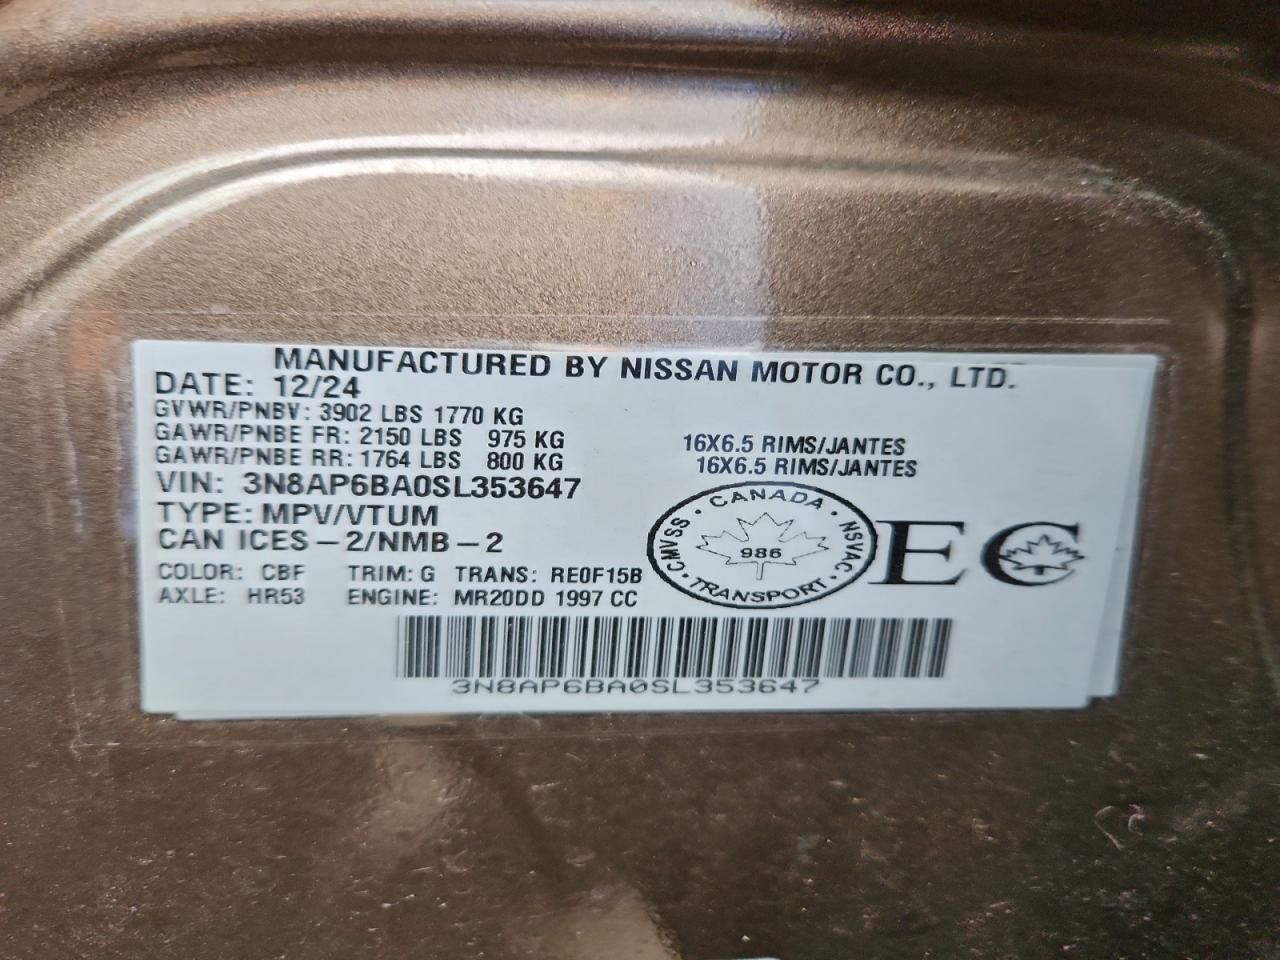 MANUFACTURED BY NISSAN MOTOR CO., LTD.
DATE: 12/24
GVWR/PNBV: 3902 LBS 1770 KG
GAWR/PNBE FR: 2150 LBS 975 KG 16X6.5 RIMS/JANTES
GAWR/PNBE RR: 1764 LBS 800 KG 16X6.5 RIMS/JANTES
VIN: 3N8AP6BA0SL353647
TYPE: MPV/VTUM
CAN ICES-2/NMB-2
COLOR: CBF TRIM: G TRANS: RE0F15B
AXLE: HR53 ENGINE: MR20DD 1997 CC
CANADA · NSVAC · TRANSPORT · CMVSS ·
986
EC
3N8AP6BA0SL353647